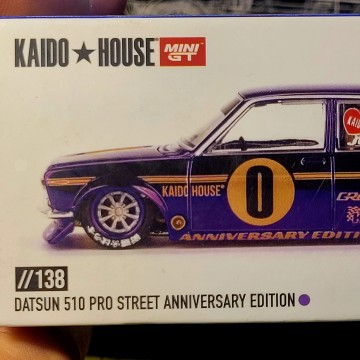 KAIDO★HOUSE® MINI GT
KAIDO HOUSE®
0
ANNIVERSARY EDITI
//138
DATSUN 510 PRO STREET ANNIVERSARY EDITION